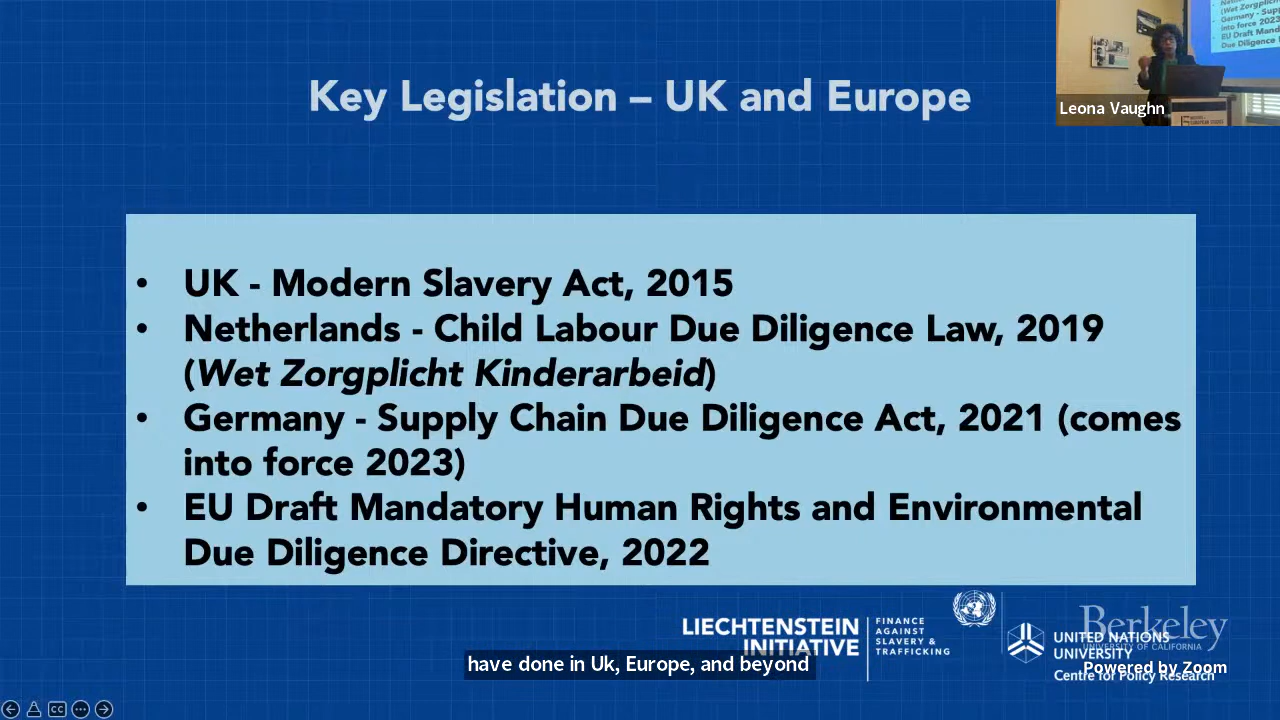 Key Legislation – UK and Europe
Leona Vaughn
• UK - Modern Slavery Act, 2015
• Netherlands - Child Labour Due Diligence Law, 2019
(Wet Zorgplicht Kinderarbeid)
• Germany - Supply Chain Due Diligence Act, 2021 (comes
into force 2023)
• EU Draft Mandatory Human Rights and Environmental
Due Diligence Directive, 2022
LIECHTENSTEIN
INITIATIVE
FINANCE
AGAINST
SLAVERY &
TRAFFICKING
UNITED NATIONS
UNIVERSITY
Centre for Policy Research
Berkeley
UNIVERSITY OF CALIFORNIA
Powered by Zoom
have done in Uk, Europe, and beyond
CC